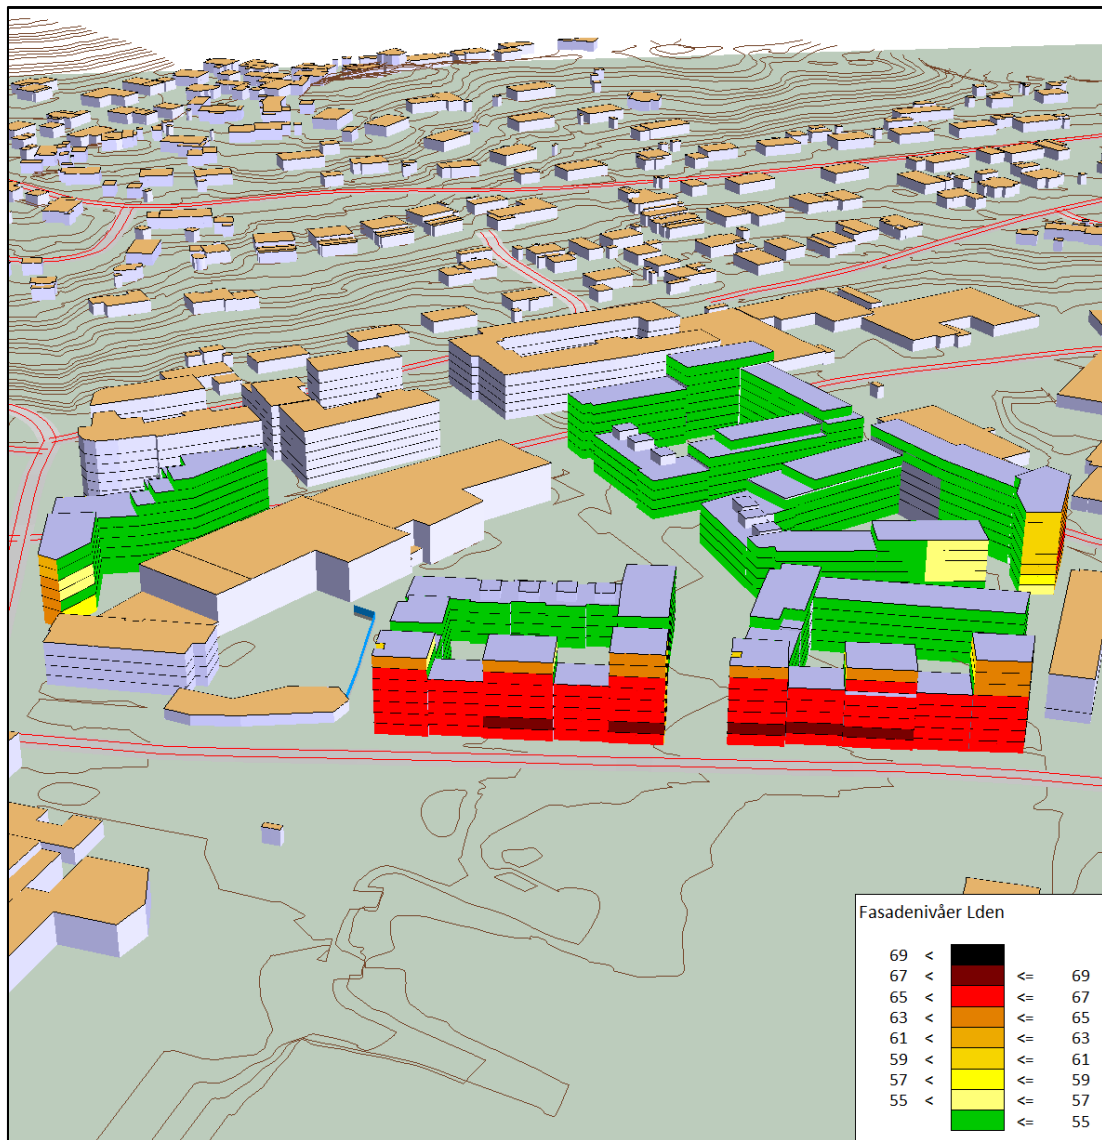 Fasadenivåer Lden
69 <
67 < <= 69
65 < <= 67
63 < <= 65
61 < <= 63
59 < <= 61
57 < <= 59
55 < <= 57
<= 55